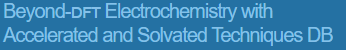 Beyond-DFT Electrochemistry with
Accelerated and Solvated Techniques DB